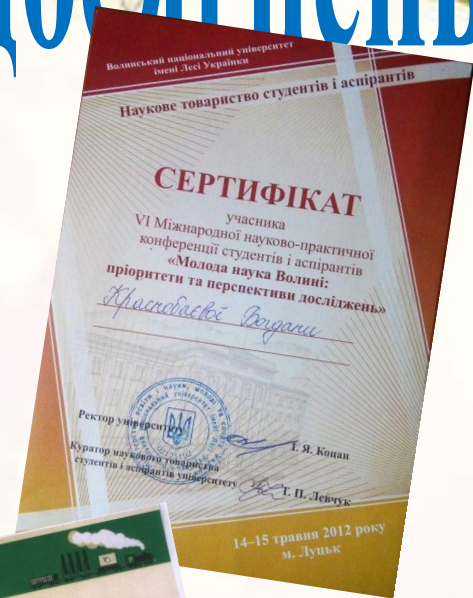 Волинський національний університет
імені Лесі Українки
Наукове товариство студентів і аспірантів
СЕРТИФІКАТ
учасника
VI Міжнародної науково-практичної
конференції студентів і аспірантів
«Молода наука Волині:
пріоритети та перспективи досліджень»
Краснобаєвої Богдани
Ректор університету
І. Я. Коцан
Куратор наукового товариства
студентів і аспірантів університету
Т. П. Левчук
14–15 травня 2012 року
м. Луцьк